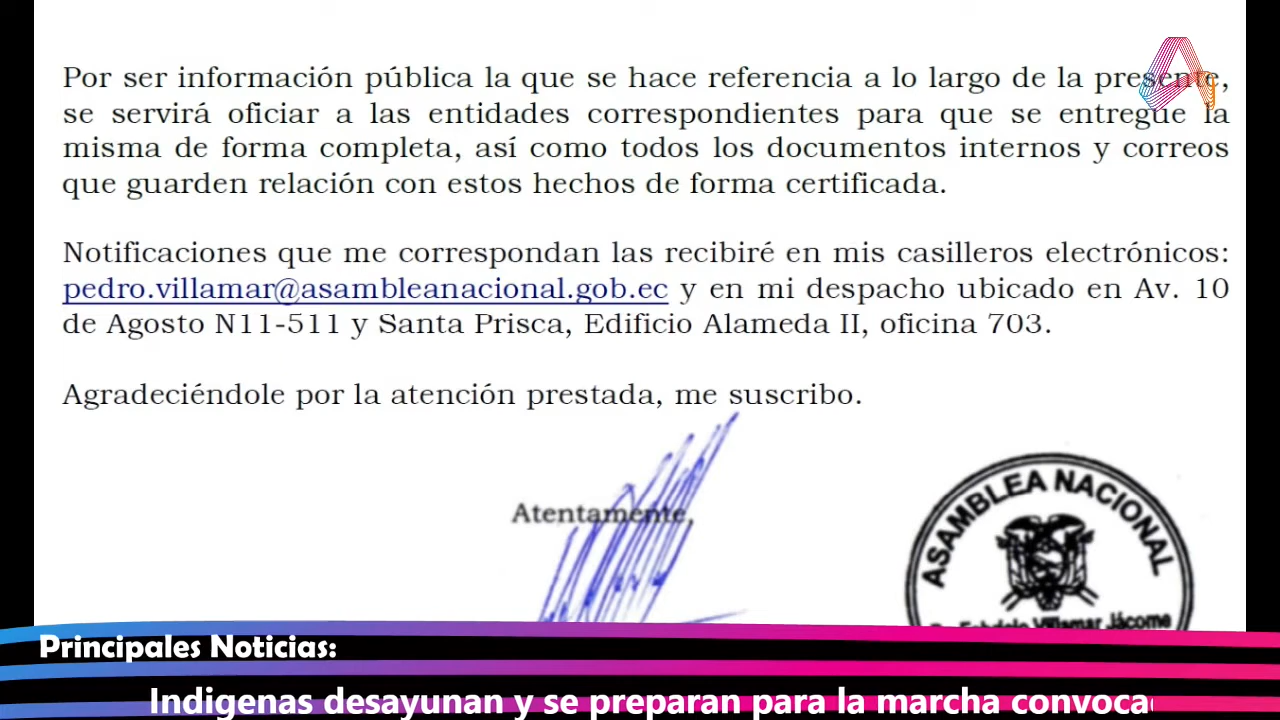 Por ser información pública la que se hace referencia a lo largo de la presente,
se servirá oficiar a las entidades correspondientes para que se entregue la
misma de forma completa, así como todos los documentos internos y correos
que guarden relación con estos hechos de forma certificada.
Notificaciones que me correspondan las recibiré en mis casilleros electrónicos:
pedro.villamar@asambleanacional.gob.ec y en mi despacho ubicado en Av. 10
de Agosto N11-511 y Santa Prisca, Edificio Alameda II, oficina 703.
Agradeciéndole por la atención prestada, me suscribo.
Atentamente,
ASAMBLEA NACIONAL
Villamar Jácome
Principales Noticias:
Indigenas desayunan y se preparan para la marcha